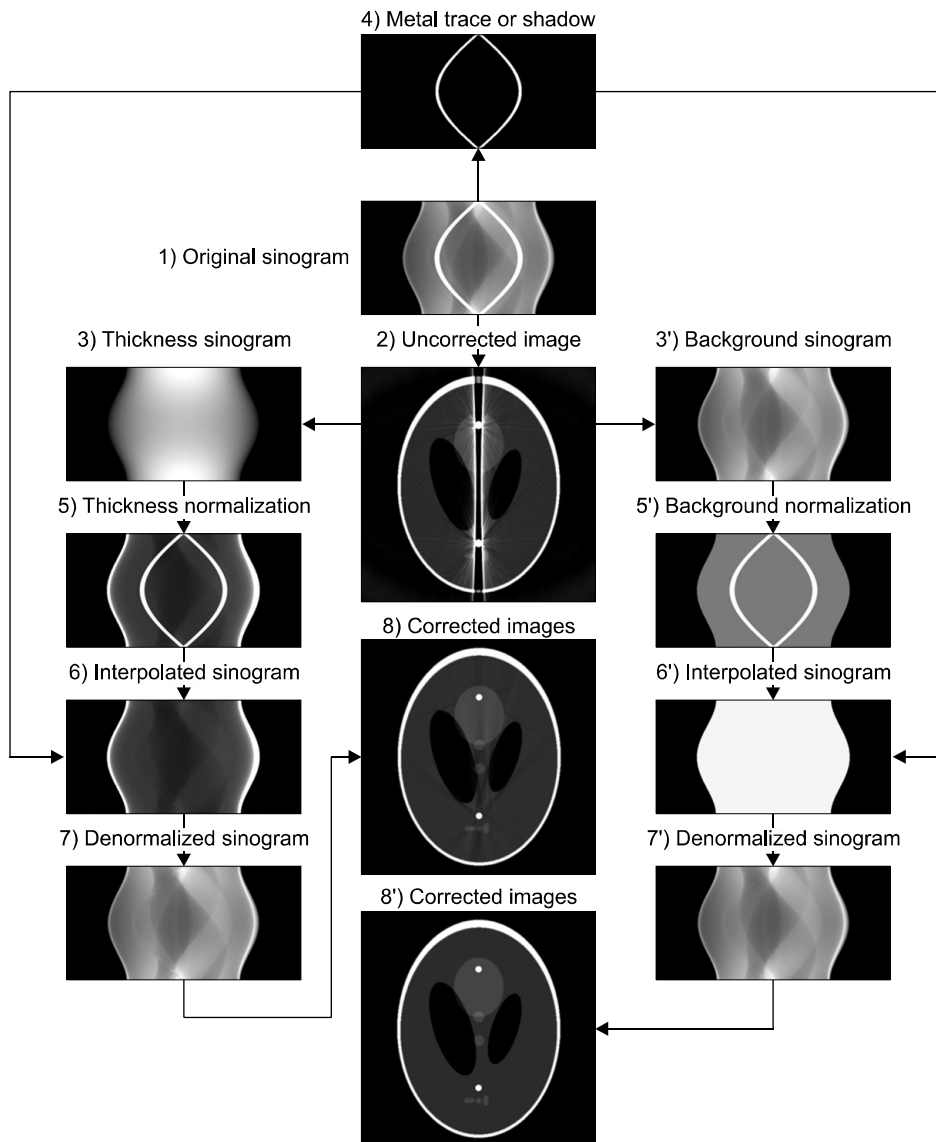 4) Metal trace or shadow
1) Original sinogram
3) Thickness sinogram
2) Uncorrected image
3') Background sinogram
5) Thickness normalization
5') Background normalization
8) Corrected images
6) Interpolated sinogram
6') Interpolated sinogram
7) Denormalized sinogram
7') Denormalized sinogram
8') Corrected images